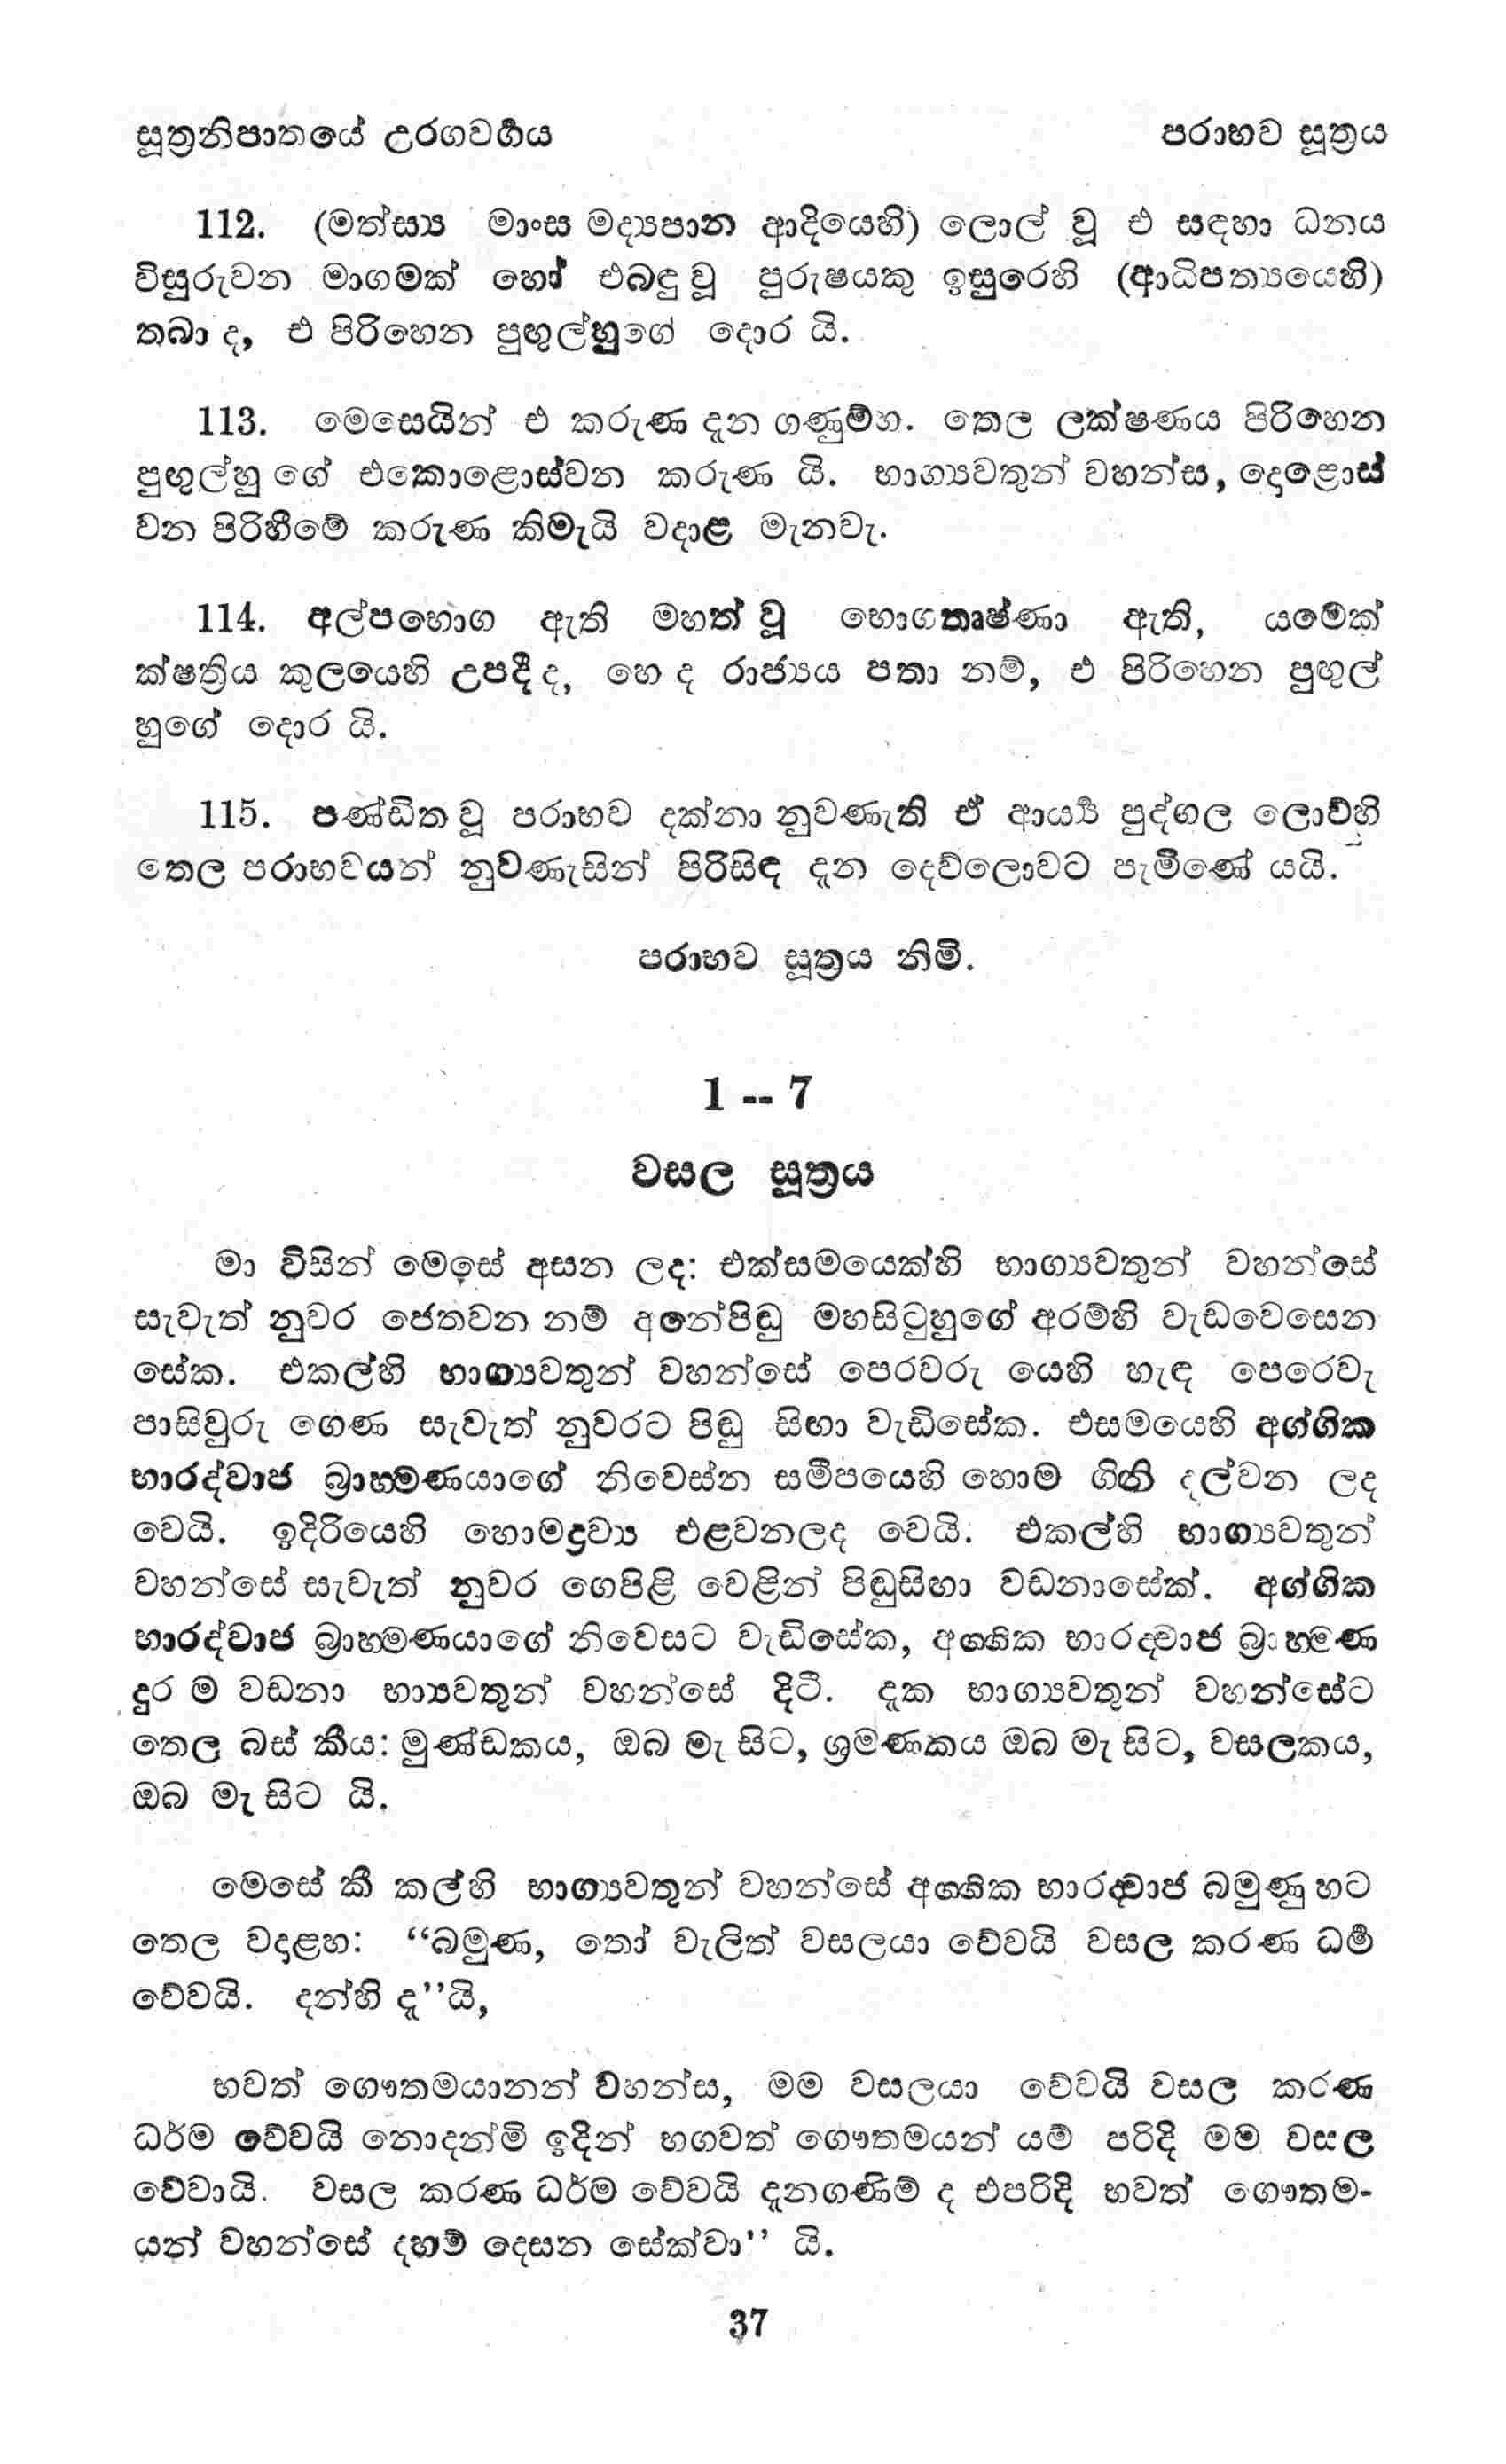 සූත්‍රනිපාතයේ උරගවර්‍ගය
පරාභව සූත්‍රය
112. (මත්ස්‍ය මාංස මද්‍යපාන ආදියෙහි) ලොල් වූ එ සඳහා ධනය
විසුරුවන මාගමක් හෝ එබඳු වූ පුරුෂයකු ඉසුරෙහි (ආධිපත්‍යයෙහි)
තබා ද, එ පිරිහෙන පුඟුල්හුගේ දොර යි.
113. මෙසෙයින් එ කරුණ දැන ගණුම්හ. තෙල ලක්ෂණය පිරිහෙන
පුඟුල්හු ගේ එකොළොස්වන කරුණ යි. භාග්‍යවතුන් වහන්ස, දොළොස්
වන පිරිහීමේ කරුණ කිමැයි වදාළ මැනවැ.
114. අල්පභොග ඇති මහත් වූ භොගතෘෂ්ණා ඇති, යමෙක්
ක්ෂත්‍රිය කුලයෙහි උපදී ද, හෙ ද රාජ්‍යය පතා නම්, එ පිරිහෙන පුඟුල්
හුගේ දොර යි.
115. පණ්ඩිත වූ පරාභව දක්නා නුවණැති ඒ ආර්‍ය්‍ය පුද්ගල ලොව්හි
තෙල පරාභවයන් නුවණැසින් පිරිසිඳ දැන දෙව්ලොවට පැමිණේ යයි.
පරාභව සූත්‍රය නිමි.
1 -- 7
වසල සූත්‍රය
මා විසින් මෙසේ අසන ලද: එක්සමයෙක්හි භාග්‍යවතුන් වහන්සේ
සැවැත් නුවර ජෙතවන නම් අනේපිඬු මහසිටුහුගේ අරම්හි වැඩවෙසෙන
සේක. එකල්හි භාග්‍යවතුන් වහන්සේ පෙරවරු යෙහි හැඳ පෙරෙවැ
පාසිවුරු ගෙණ සැවැත් නුවරට පිඬු සිඟා වැඩිසේක. එසමයෙහි අග්ගික
භාරද්වාජ බ්‍රාහ්මණයාගේ නිවෙස්න සමීපයෙහි හොම ගිනි දල්වන ලද
වෙයි. ඉදිරියෙහි හොමද්‍රව්‍ය එළවනලද වෙයි. එකල්හි භාග්‍යවතුන්
වහන්සේ සැවැත් නුවර ගෙපිළි වෙළින් පිඬුසිඟා වඩනාසේක්. අග්ගික
භාරද්වාජ බ්‍රාහ්මණයාගේ නිවෙසට වැඩිසේක, අග්ගික භාරද්වාජ බ්‍රාහ්මණ
දුර ම වඩනා භාග්‍යවතුන් වහන්සේ දිටී. දැක භාග්‍යවතුන් වහන්සේට
තෙල බස් කීය: මුණ්ඩකය, ඔබ මැ සිට, ශ්‍රමණකය ඔබ මැ සිට, වසලකය,
ඔබ මැ සිට යි.
මෙසේ කී කල්හි භාග්‍යවතුන් වහන්සේ අග්ගික භාරද්වාජ බමුණු හට
තෙල වදළහ: “බමුණ, තෝ වැලිත් වසලයා වේවයි වසල කරණ ධර්‍ම
වේවයි. දන්හි දැ’’යි,
භවත් ගෞතමයානන් වහන්ස, මම වසලයා වේවයි වසල කරණ
ධර්ම වේවයි නොදන්මි ඉදින් භගවත් ගෞතමයන් යම් පරිදි මම වසල
වේවායි. වසල කරණ ධර්ම වේවයි දැනගණිම් ද එපරිදි භවත් ගෞතම-
යන් වහන්සේ දහම් දෙසන සේක්වා’’ යි.
37